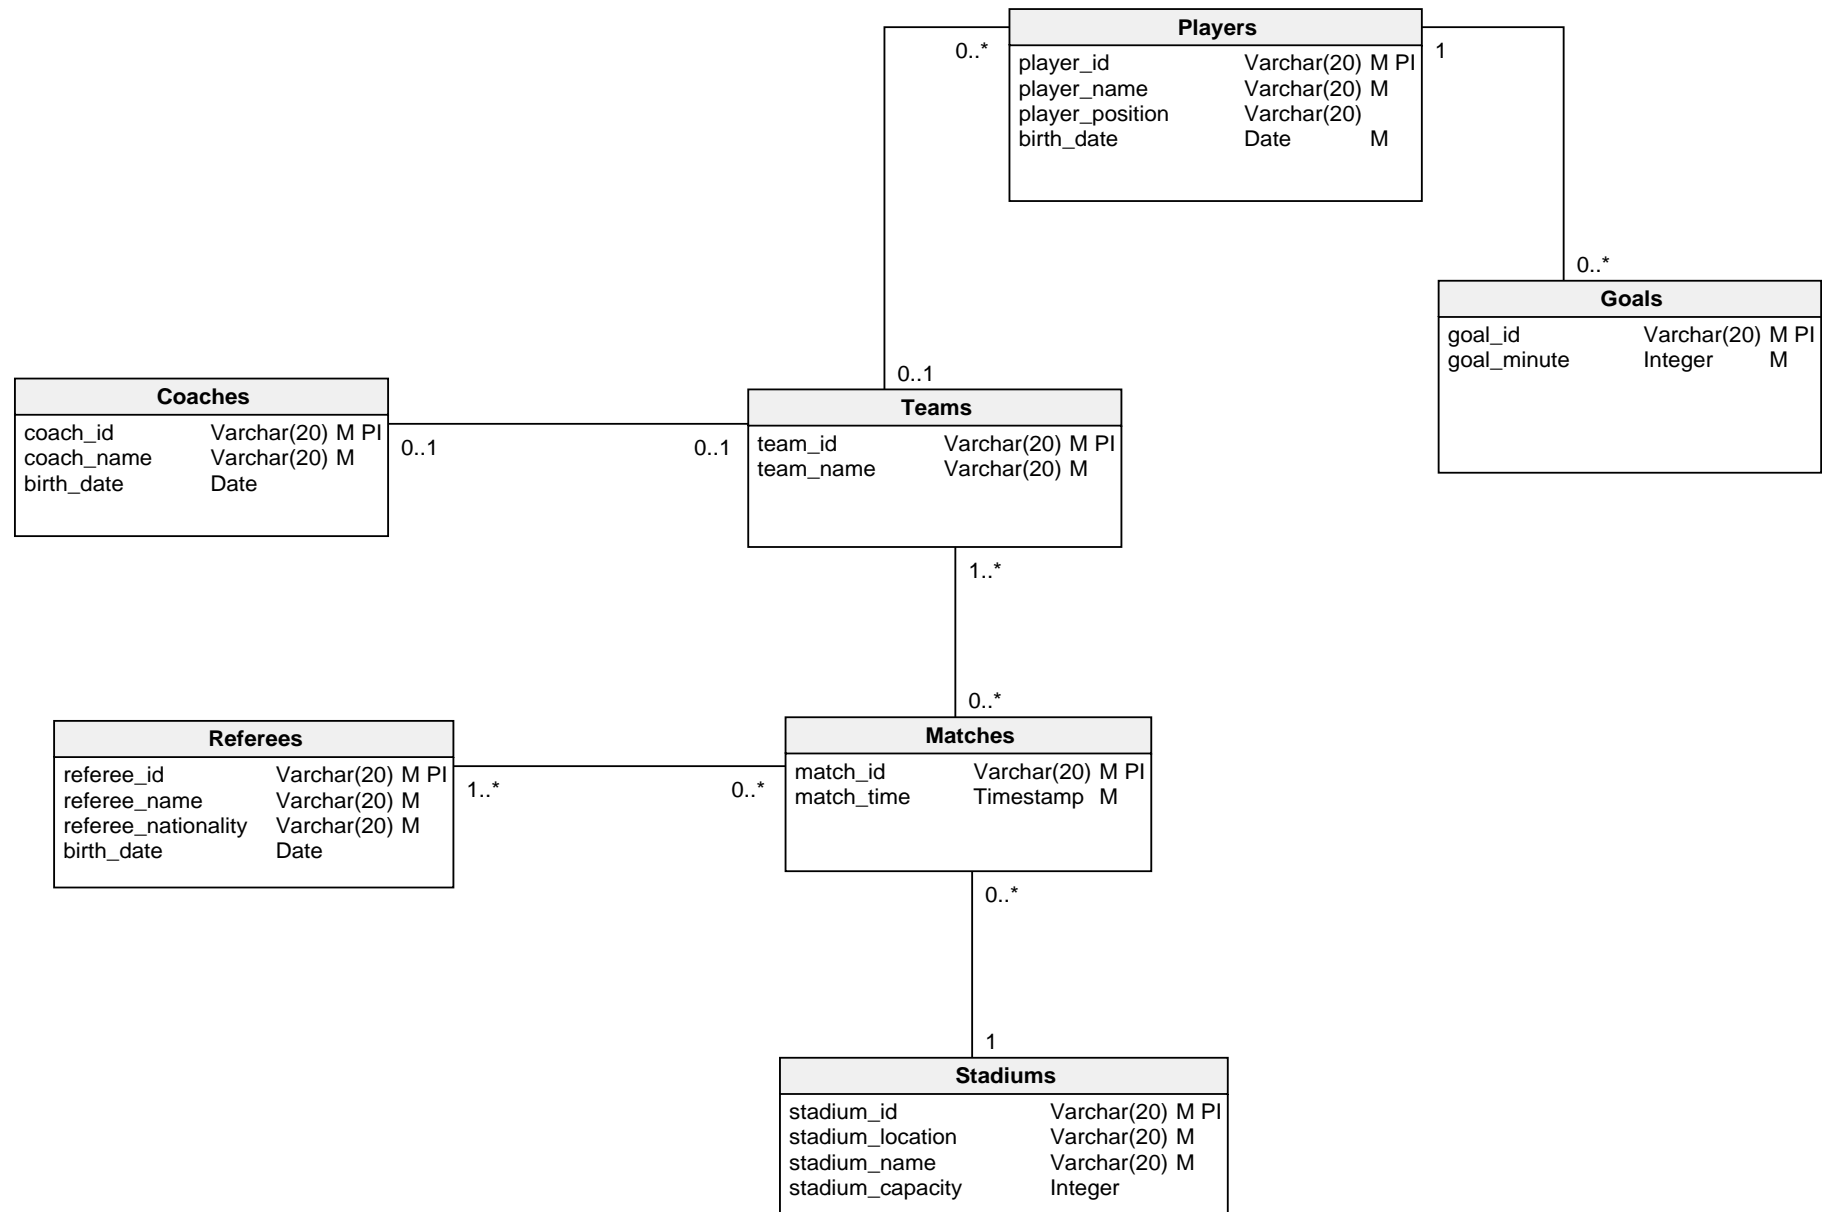 Players
0..*
1
player_id Varchar(20) M PI
player_name Varchar(20) M
player_position Varchar(20)
birth_date Date M
0..*
Goals
goal_id Varchar(20) M PI
goal_minute Integer M
0..1
Coaches
coach_id Varchar(20) M PI
coach_name Varchar(20) M
birth_date Date
0..1
0..1
Teams
team_id Varchar(20) M PI
team_name Varchar(20) M
1..*
0..*
Referees
referee_id Varchar(20) M PI
referee_name Varchar(20) M
referee_nationality Varchar(20) M
birth_date Date
1..*
0..*
Matches
match_id Varchar(20) M PI
match_time Timestamp M
0..*
1
Stadiums
stadium_id Varchar(20) M PI
stadium_location Varchar(20) M
stadium_name Varchar(20) M
stadium_capacity Integer